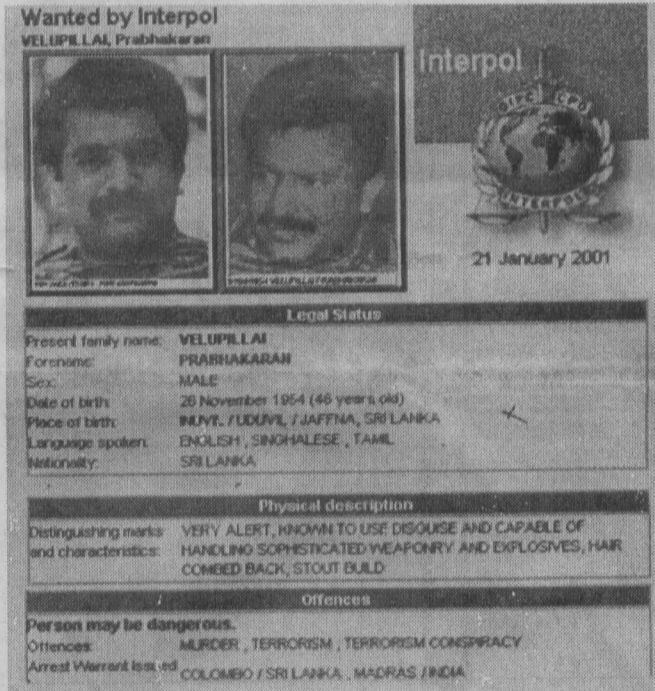 Wanted by Interpol
VELUPILLAI, Prabhakaran
Interpol
OIPC
INTERPOL
21 January 2001
Legal Status
Present family name: VELUPILLAI
Forename: PRABHAKARAN
Sex: MALE
Date of birth: 26 November 1954 (46 years old)
Place of birth: INUVIL / UDUVIL / JAFFNA, SRI LANKA
Language spoken: ENGLISH , SINGHALESE , TAMIL
Nationality: SRI LANKA
Physical description
Distinguishing marks and characteristics: VERY ALERT, KNOWN TO USE DISGUISE AND CAPABLE OF
HANDLING SOPHISTICATED WEAPONRY AND EXPLOSIVES, HAIR
COMBED BACK, STOUT BUILD
Offences
Person may be dangerous.
Offences: MURDER , TERRORISM , TERRORISM CONSPIRACY
Arrest Warrant Issued COLOMBO / SRI LANKA , MADRAS / INDIA